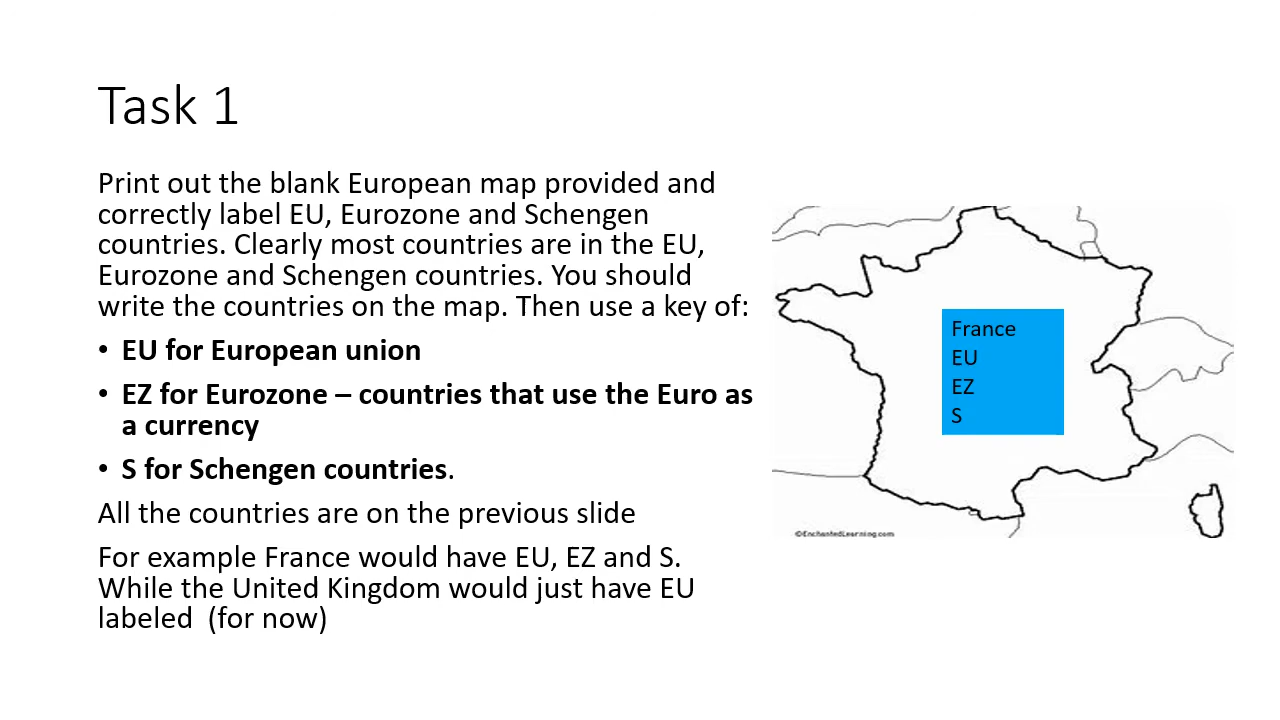 Task 1
Print out the blank European map provided and
correctly label EU, Eurozone and Schengen
countries. Clearly most countries are in the EU,
Eurozone and Schengen countries. You should
write the countries on the map. Then use a key of:
• EU for European union
• EZ for Eurozone – countries that use the Euro as
a currency
• S for Schengen countries.
All the countries are on the previous slide
For example France would have EU, EZ and S.
While the United Kingdom would just have EU
labeled  (for now)
France
EU
EZ
S
©EnchantedLearning.com